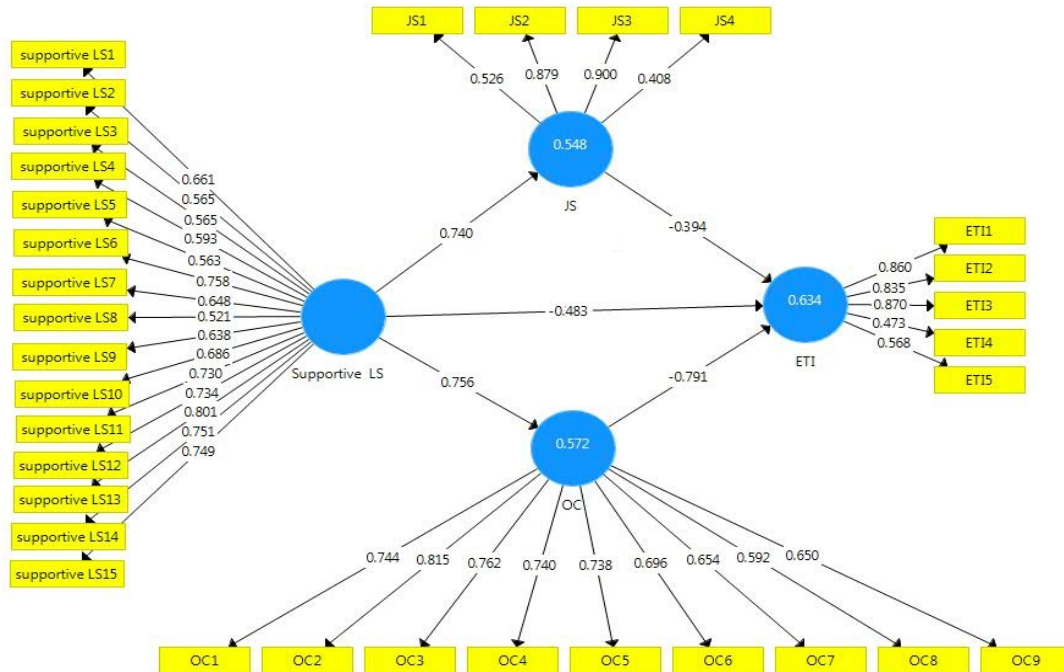 JS1
JS2
JS3
JS4
0.526
0.879
0.900
0.408
0.548
JS
supportive LS1
supportive LS2
supportive LS3
supportive LS4
supportive LS5
supportive LS6
supportive LS7
supportive LS8
supportive LS9
supportive LS10
supportive LS11
supportive LS12
supportive LS13
supportive LS14
supportive LS15
0.661
0.565
0.565
0.593
0.563
0.758
0.648
0.521
0.638
0.686
0.730
0.734
0.801
0.751
0.749
Supportive LS
0.740
-0.483
0.756
-0.394
-0.791
0.634
ETI
0.860
0.835
0.870
0.473
0.568
ETI1
ETI2
ETI3
ETI4
ETI5
0.572
OC
0.744
0.815
0.762
0.740
0.738
0.696
0.654
0.592
0.650
OC1
OC2
OC3
OC4
OC5
OC6
OC7
OC8
OC9